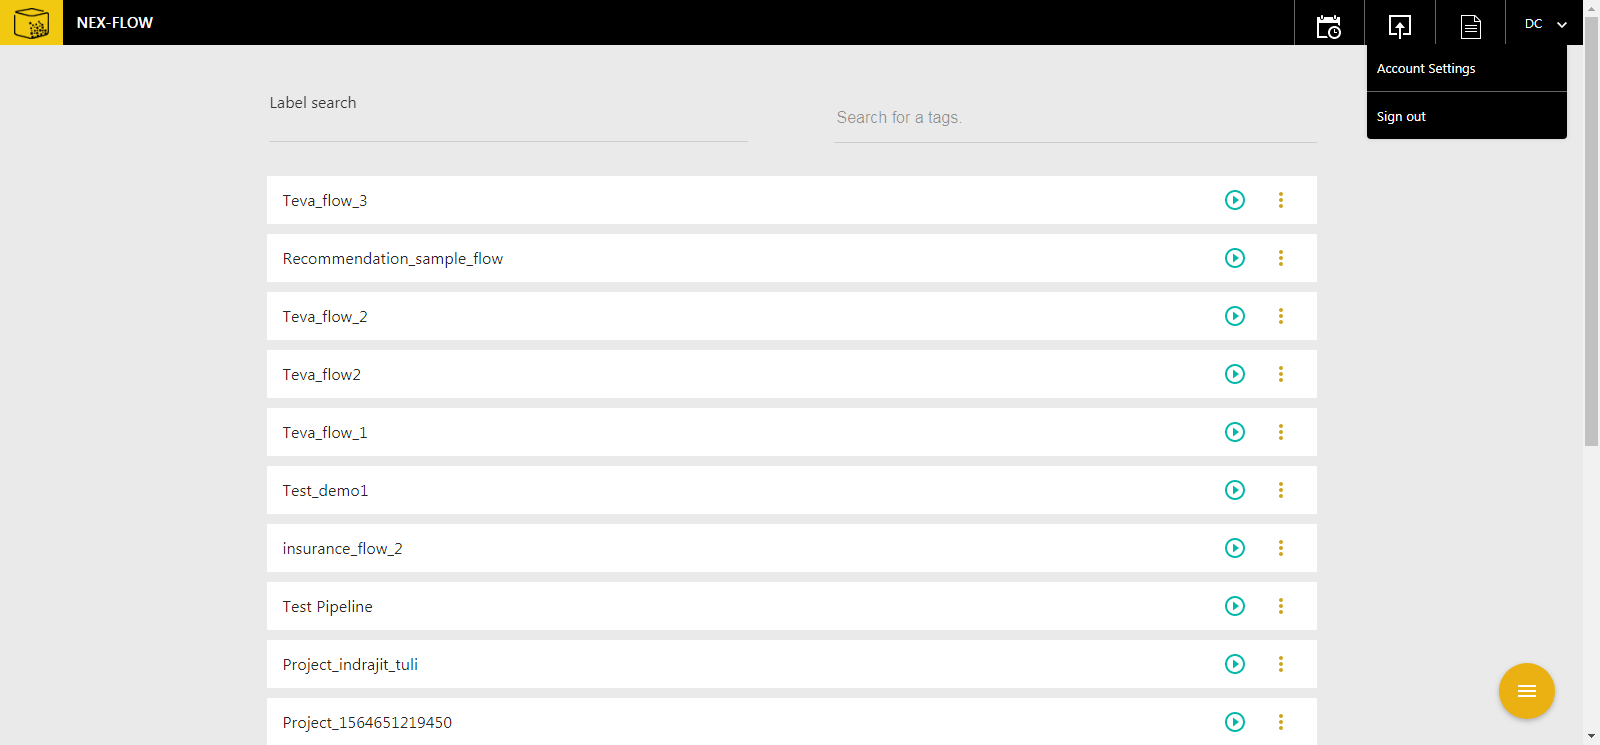 NEX-FLOW
DC
Account Settings
Sign out
Label search
Search for a tags.
Teva_flow_3
Recommendation_sample_flow
Teva_flow_2
Teva_flow2
Teva_flow_1
Test_demo1
insurance_flow_2
Test Pipeline
Project_indrajit_tuli
Project_1564651219450